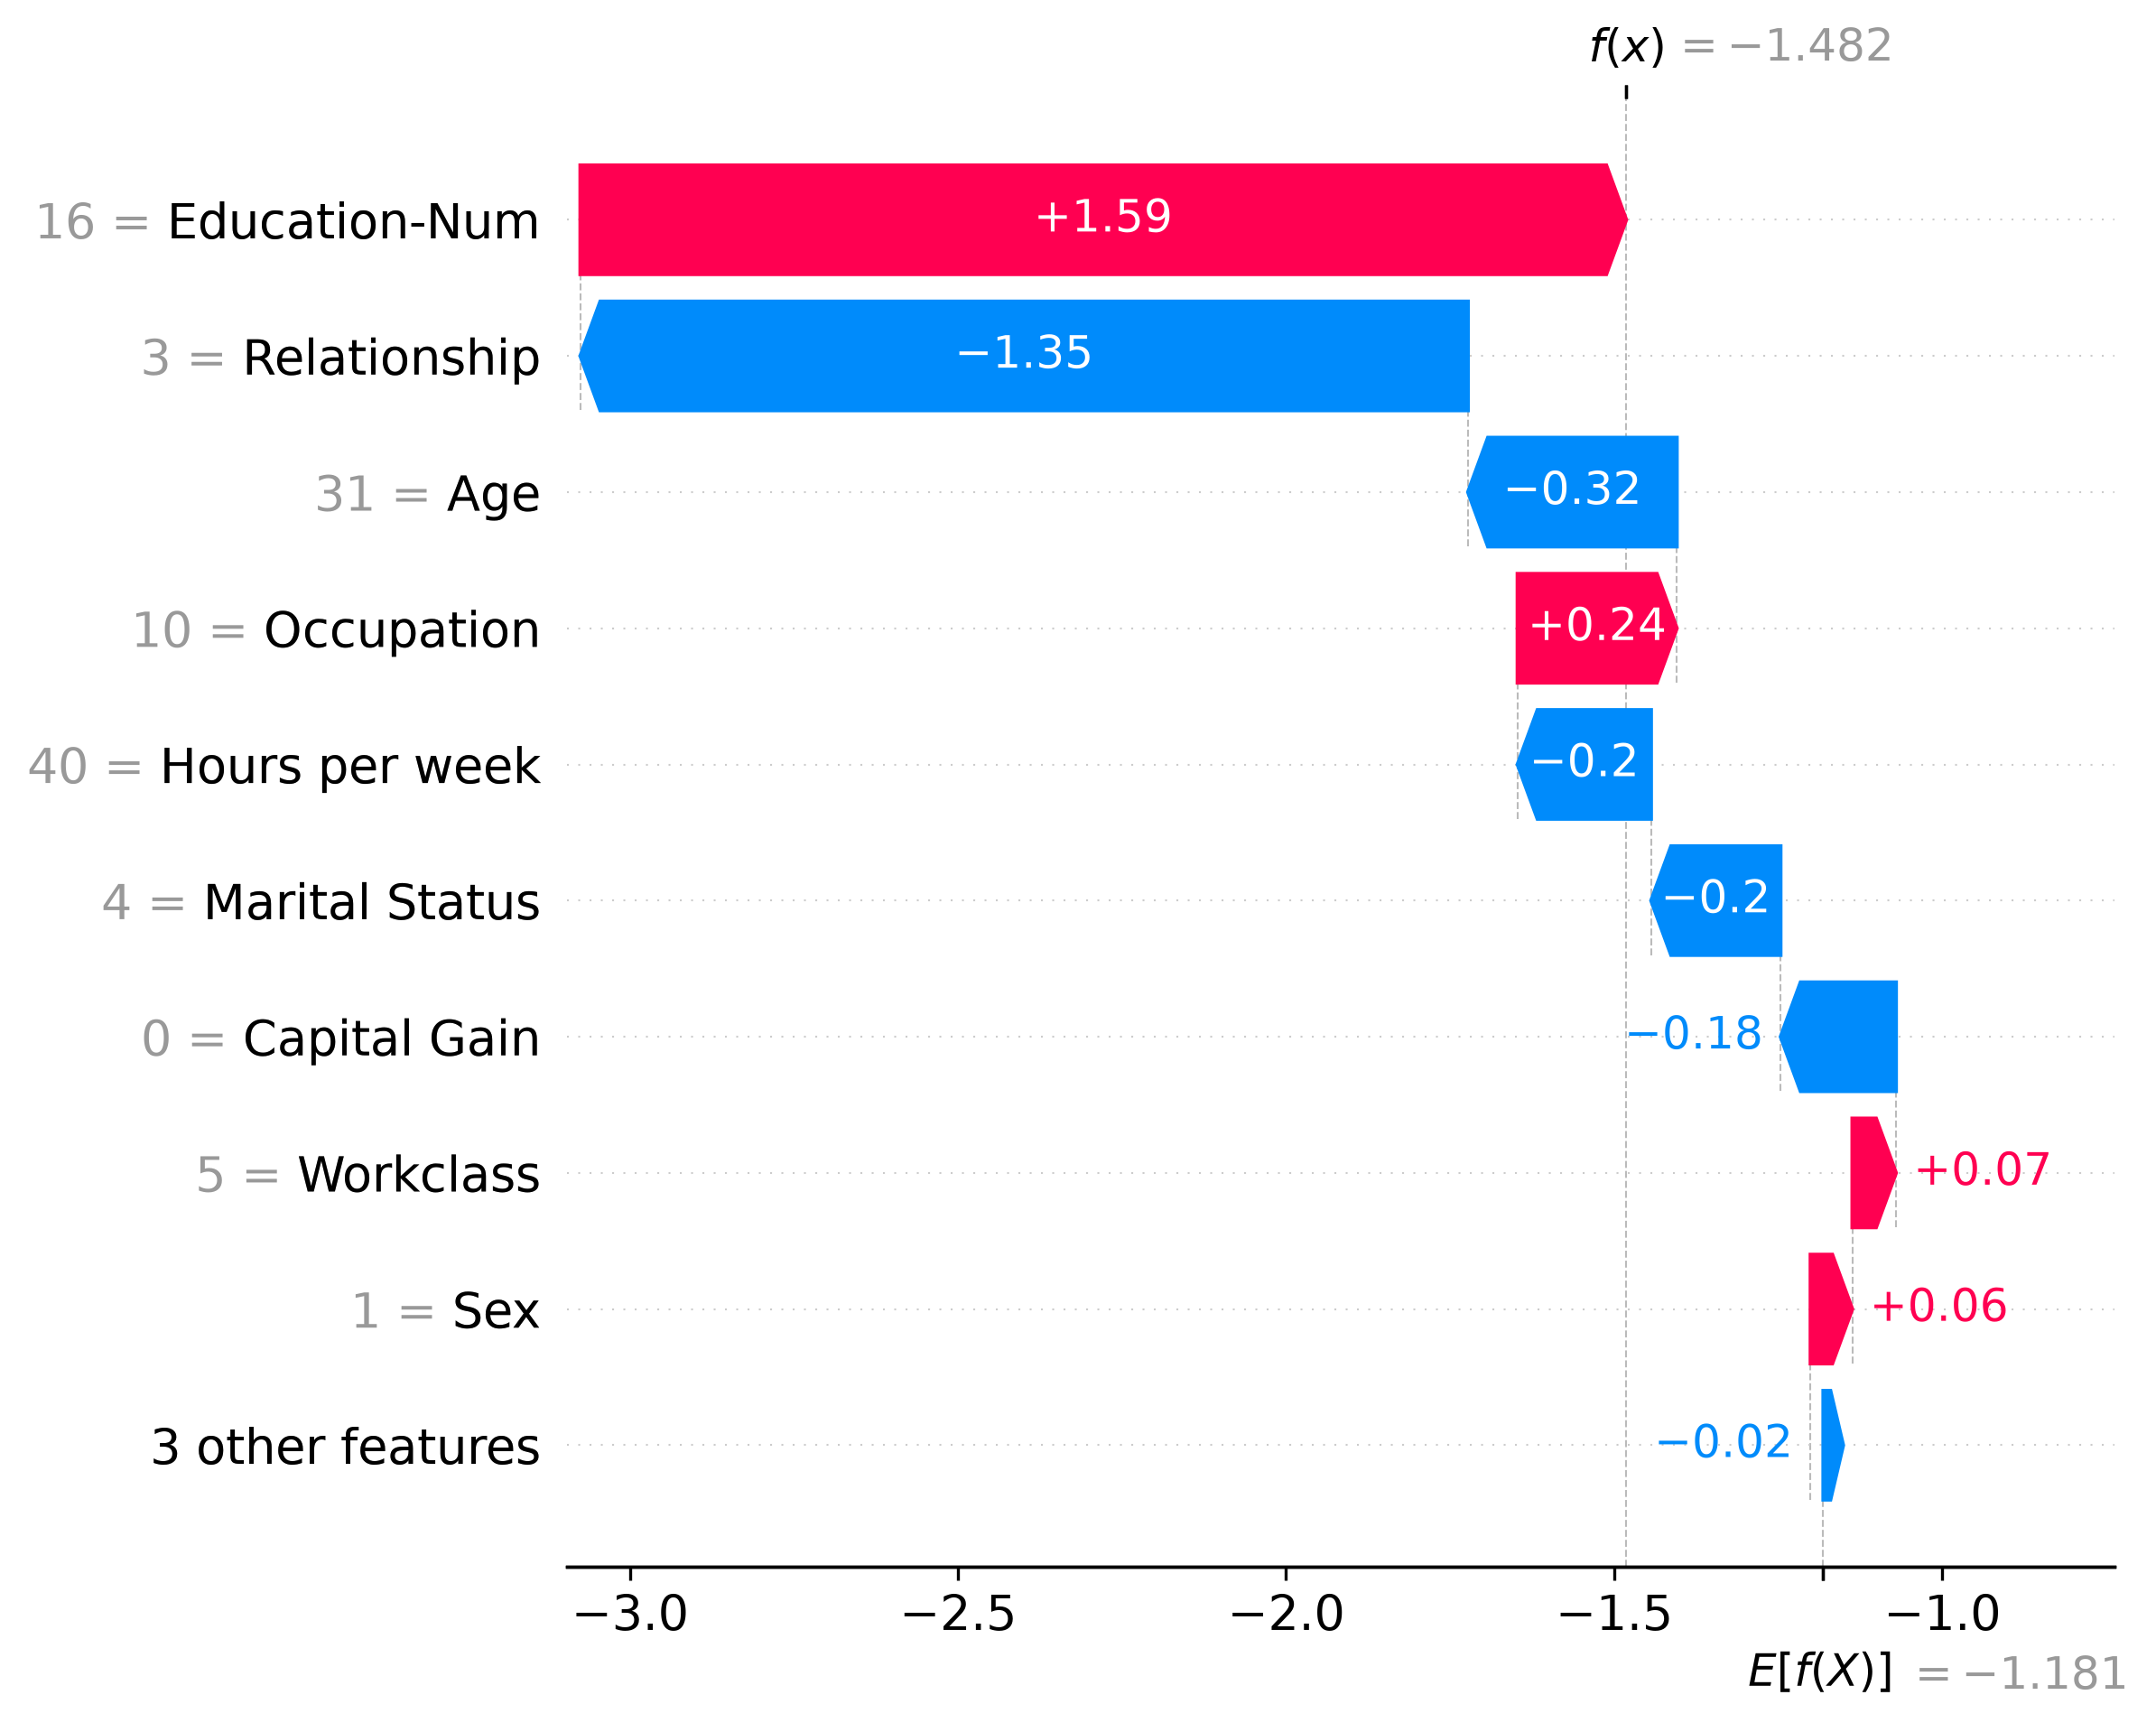 f(x) = −1.482
16 = Education-Num +1.59
3 = Relationship −1.35
31 = Age −0.32
10 = Occupation +0.24
40 = Hours per week −0.2
4 = Marital Status −0.2
0 = Capital Gain −0.18
5 = Workclass +0.07
1 = Sex +0.06
3 other features −0.02
−3.0 −2.5 −2.0 −1.5 −1.0
E[f(X)] = −1.181